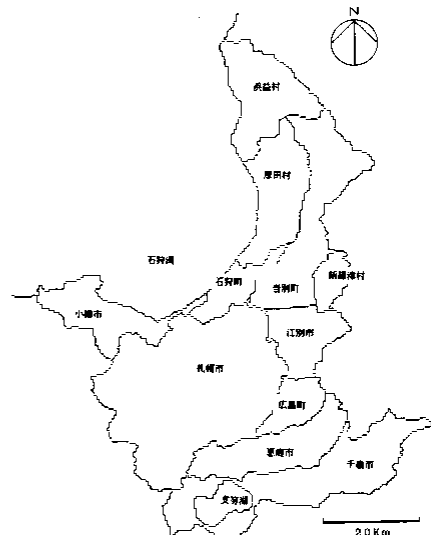 N
浜益村
厚田村
石狩湾
石狩町
当別町
新篠津村
小樽市
江別市
札幌市
広島町
恵庭市
千歳市
支笏湖
20Km